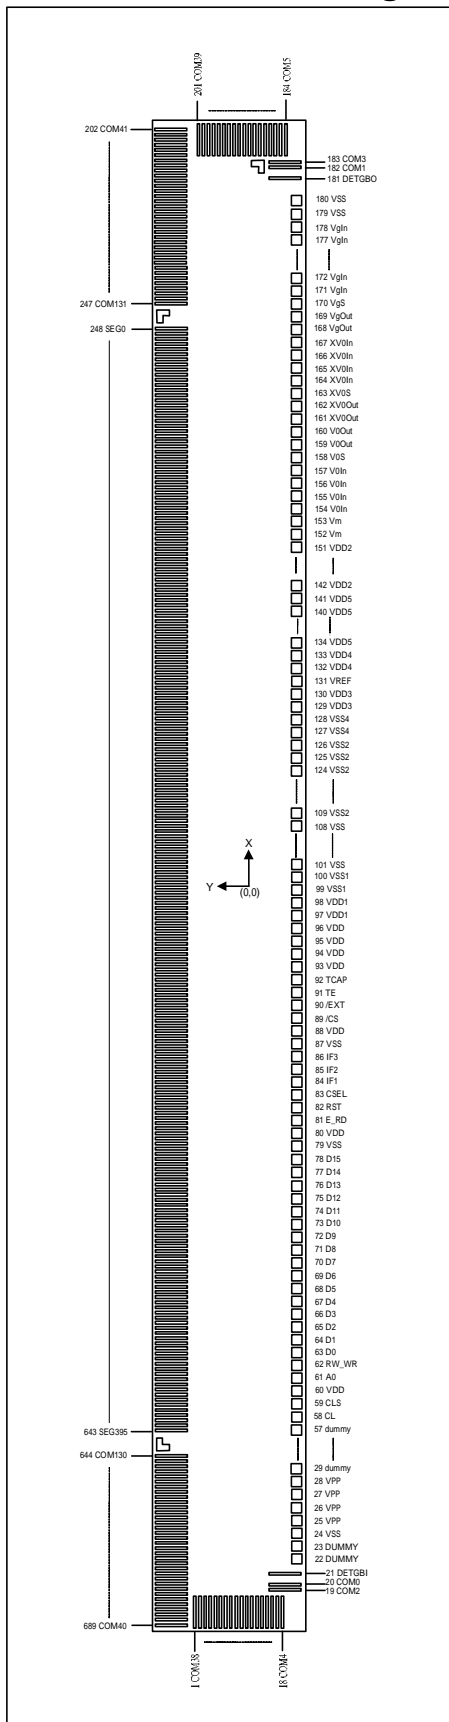 201 COM39
184 COM5
202 COM41
183 COM3
182 COM1
181 DETGBO
180 VSS
179 VSS
178 VgIn
177 VgIn
172 VgIn
171 VgIn
247 COM131
170 VgS
169 VgOut
248 SEG0
168 VgOut
167 XV0In
166 XV0In
165 XV0In
164 XV0In
163 XV0S
162 XV0Out
161 XV0Out
160 V0Out
159 V0Out
158 V0S
157 V0In
156 V0In
155 V0In
154 V0In
153 Vm
152 Vm
151 VDD2
142 VDD2
141 VDD5
140 VDD5
134 VDD5
133 VDD4
132 VDD4
131 VREF
130 VDD3
129 VDD3
128 VSS4
127 VSS4
126 VSS2
125 VSS2
124 VSS2
109 VSS2
108 VSS
X
101 VSS
100 VSS1
Y
(0,0)
99 VSS1
98 VDD1
97 VDD1
96 VDD
95 VDD
94 VDD
93 VDD
92 TCAP
91 TE
90 /EXT
89 /CS
88 VDD
87 VSS
86 IF3
85 IF2
84 IF1
83 CSEL
82 RST
81 E_RD
80 VDD
79 VSS
78 D15
77 D14
76 D13
75 D12
74 D11
73 D10
72 D9
71 D8
70 D7
69 D6
68 D5
67 D4
66 D3
65 D2
64 D1
63 D0
62 RW_WR
61 A0
60 VDD
59 CLS
58 CL
57 dummy
643 SEG395
644 COM130
29 dummy
28 VPP
27 VPP
26 VPP
25 VPP
24 VSS
23 DUMMY
22 DUMMY
21 DETGBI
20 COM0
19 COM2
689 COM40
1 COM38
18 COM4